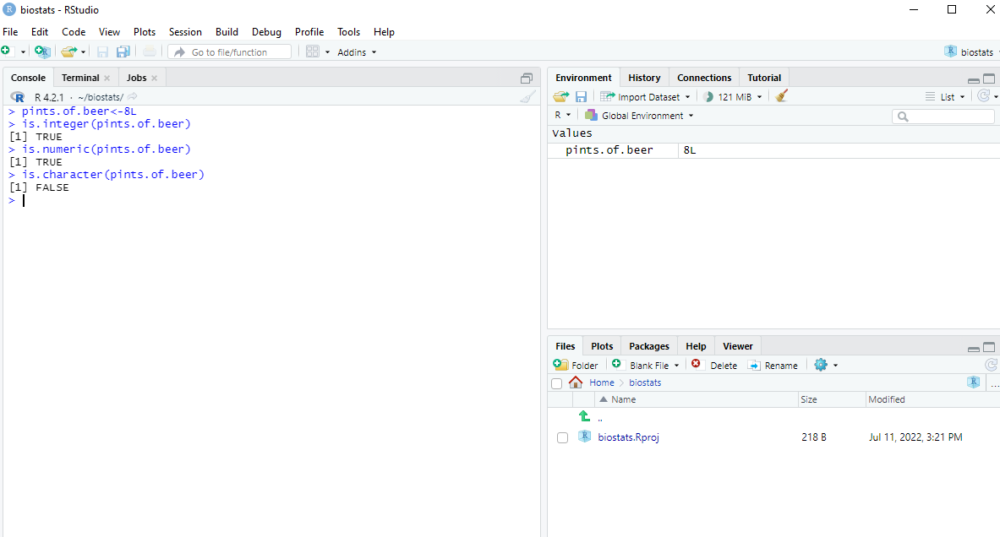 biostats - RStudio
File Edit Code View Plots Session Build Debug Profile Tools Help
Go to file/function Addins biostats
Console Terminal Jobs
R 4.2.1 · ~/biostats/
> pints.of.beer<-8L
> is.integer(pints.of.beer)
[1] TRUE
> is.numeric(pints.of.beer)
[1] TRUE
> is.character(pints.of.beer)
[1] FALSE
>
Environment History Connections Tutorial
Import Dataset 121 MiB List
R Global Environment
Values
pints.of.beer 8L
Files Plots Packages Help Viewer
Folder Blank File Delete Rename
Home biostats ...
Name Size Modified
..
biostats.Rproj 218 B Jul 11, 2022, 3:21 PM